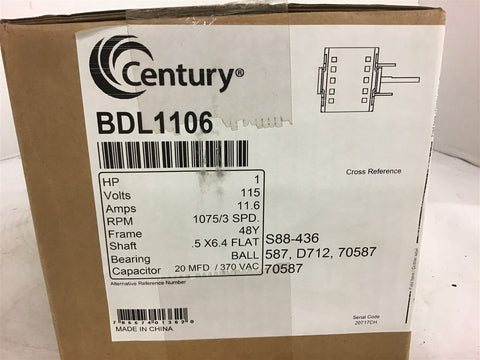 Century®
BDL1106
HP 1
Volts 115
Amps 11.6
RPM 1075/3 SPD.
Frame 48Y
Shaft .5 X6.4 FLAT
Bearing BALL
Capacitor 20 MFD / 370 VAC
Cross Reference
S88-436
587, D712, 70587
70587
Alternative Reference Number
MADE IN CHINA
Serial Code
20717CH